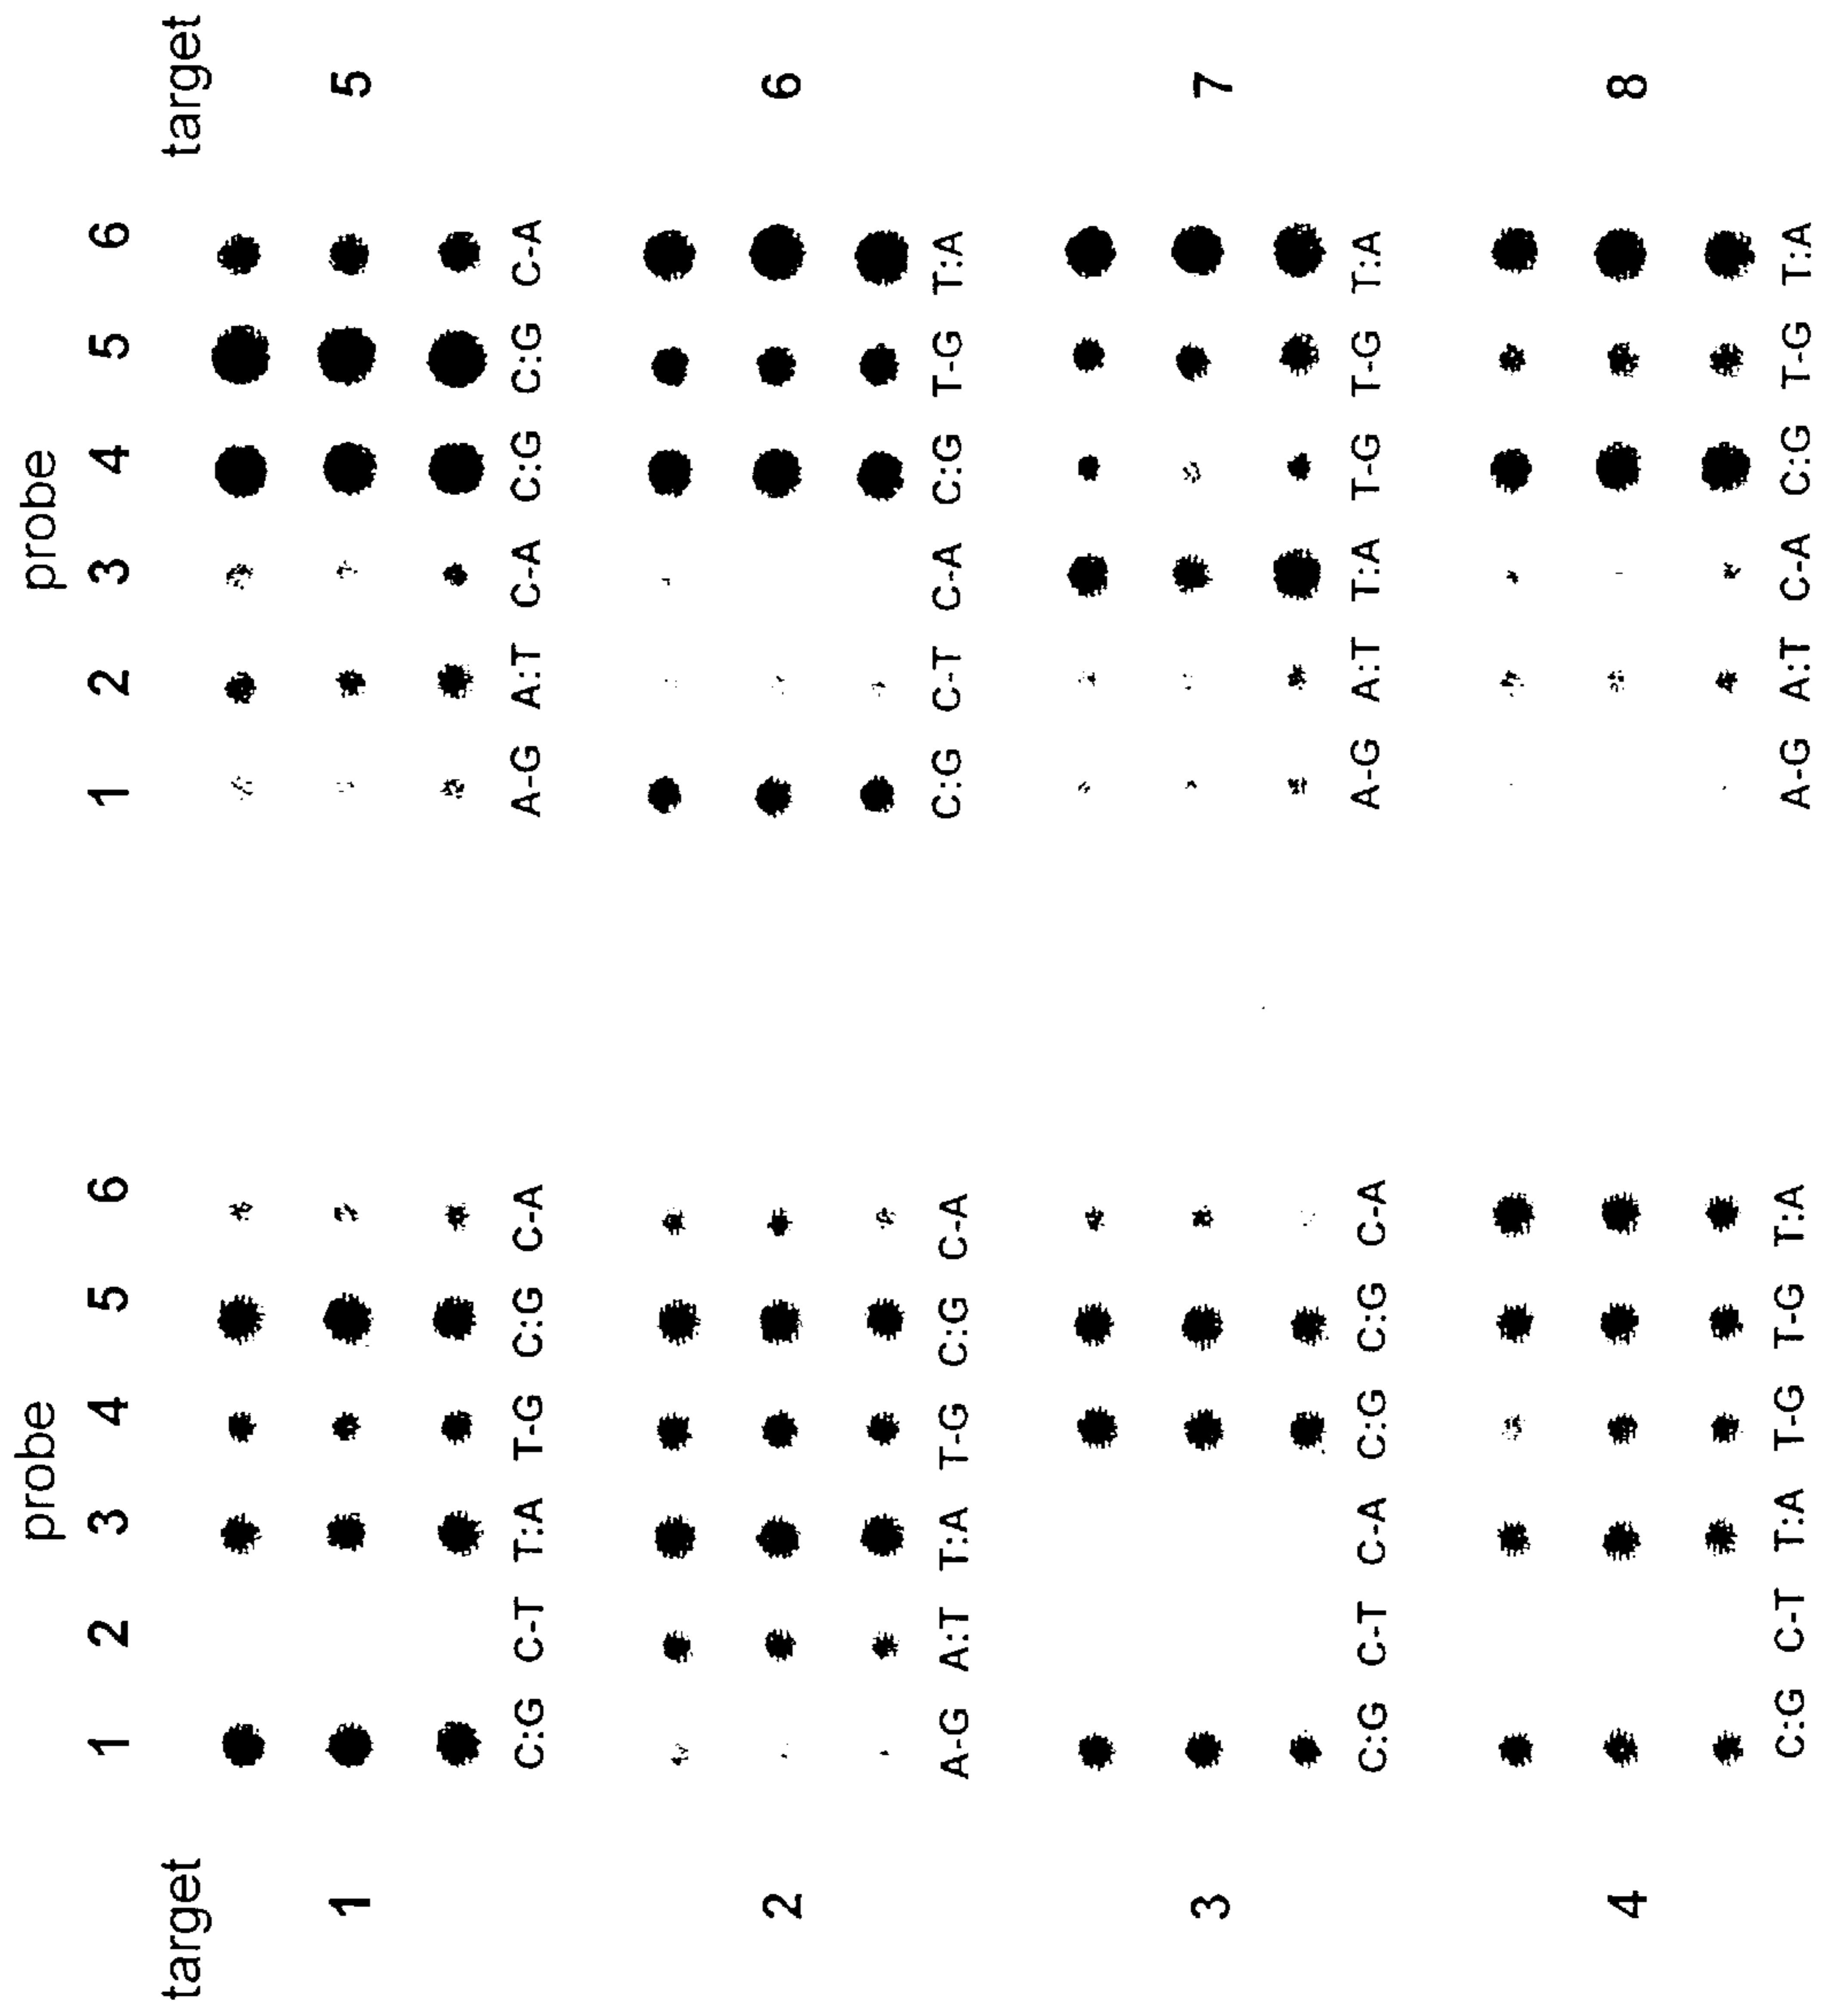 probe probe
1 2 3 4 5 6 1 2 3 4 5 6
target target
1 5
C:G C-T T:A T-G C:G C-A A-G A:T C-A C:G C:G C-A
2 6
A-G A:T T:A T-G C:G C-A C:G C-T C-A C:G T-G T:A
3 7
C:G C-T C-A C:G C:G C-A A-G A:T T:A T-G T-G T:A
4 8
C:G C-T T:A T-G T-G T:A A-G A:T C-A C:G T-G T:A